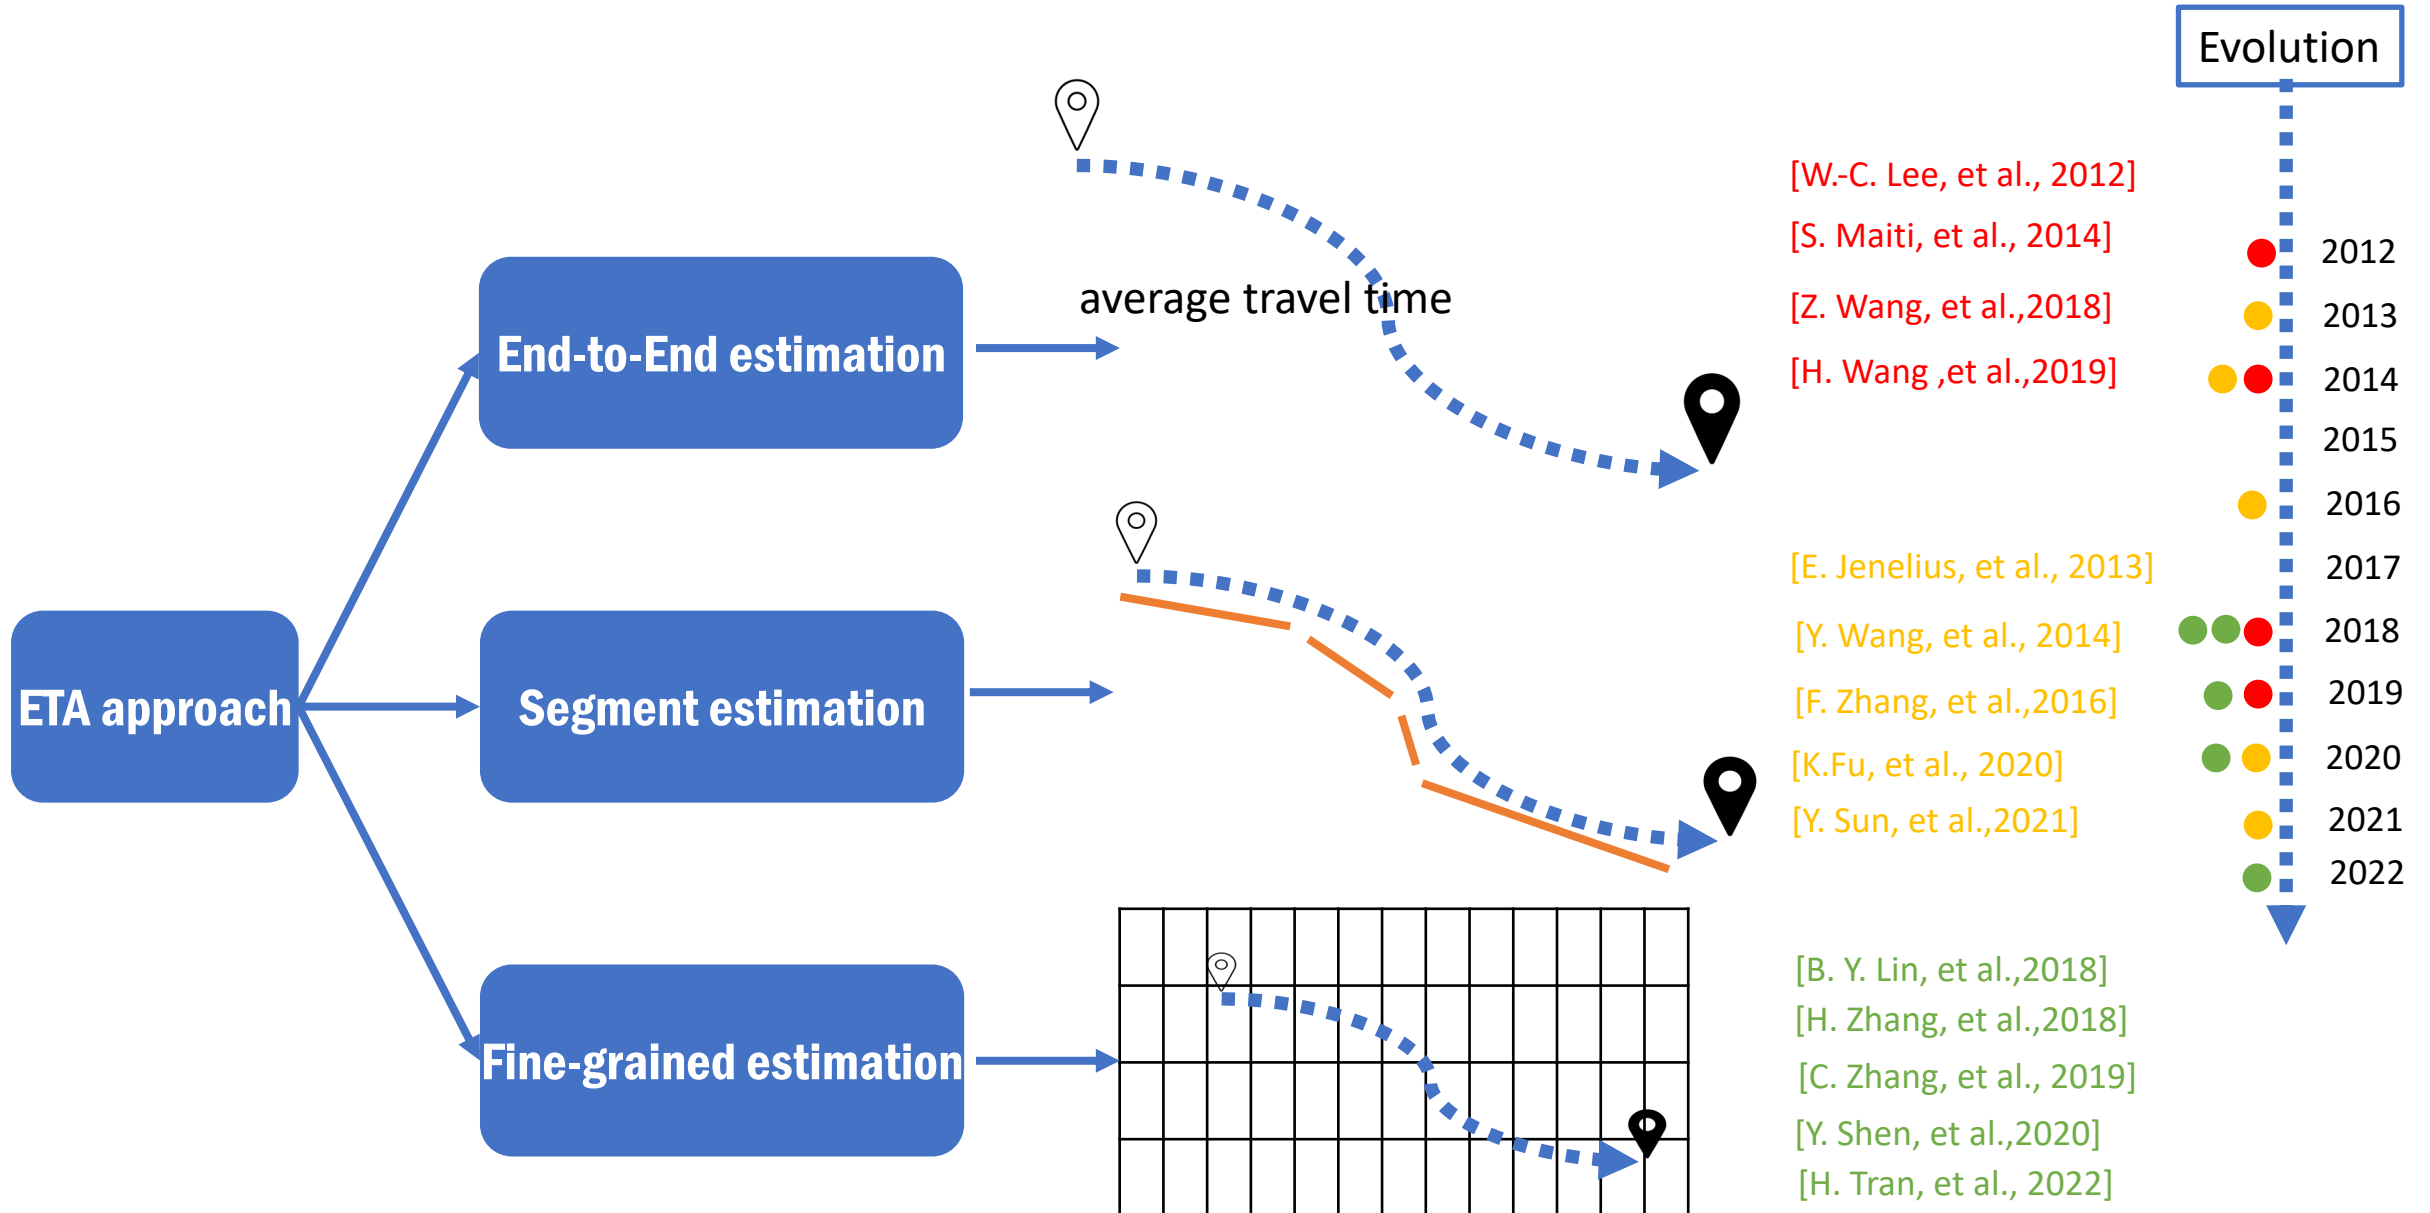 Evolution
[W.-C. Lee, et al., 2012]
[S. Maiti, et al., 2014]
[Z. Wang, et al.,2018]
[H. Wang ,et al.,2019]
average travel time
End-to-End estimation
[E. Jenelius, et al., 2013]
[Y. Wang, et al., 2014]
[F. Zhang, et al.,2016]
[K.Fu, et al., 2020]
[Y. Sun, et al.,2021]
ETA approach
Segment estimation
Fine-grained estimation
[B. Y. Lin, et al.,2018]
[H. Zhang, et al.,2018]
[C. Zhang, et al., 2019]
[Y. Shen, et al.,2020]
[H. Tran, et al., 2022]
2012
2013
2014
2015
2016
2017
2018
2019
2020
2021
2022